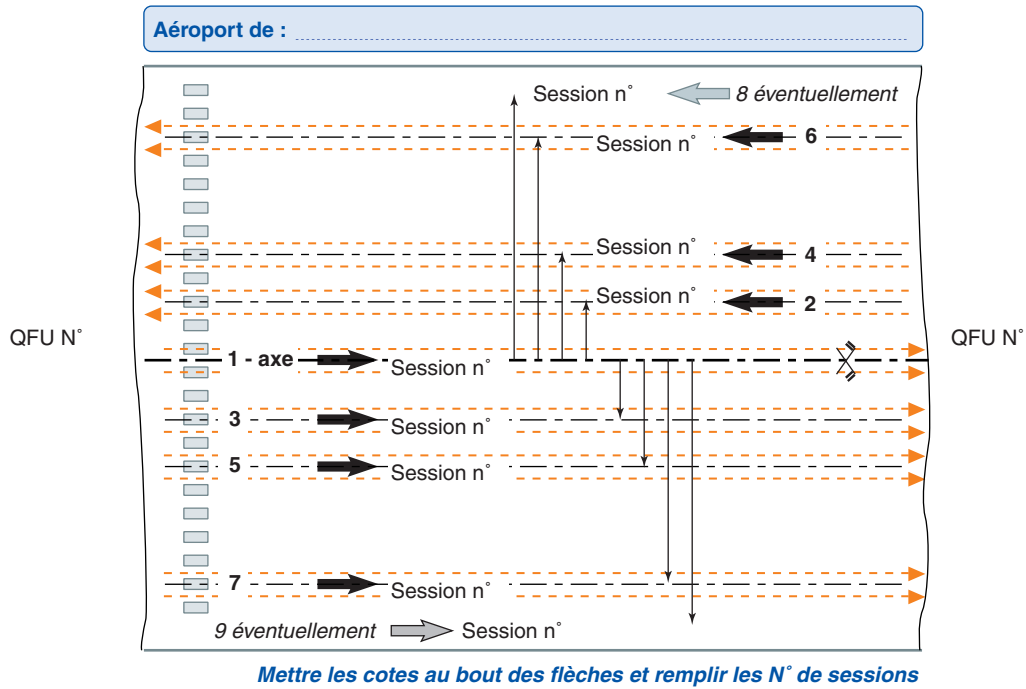 Aéroport de :
Session n° 8 éventuellement
Session n° 6
Session n° 4
Session n° 2
QFU N°
QFU N°
1 - axe Session n°
3 Session n°
5 Session n°
7 Session n°
9 éventuellement Session n°
Mettre les cotes au bout des flèches et remplir les N° de sessions